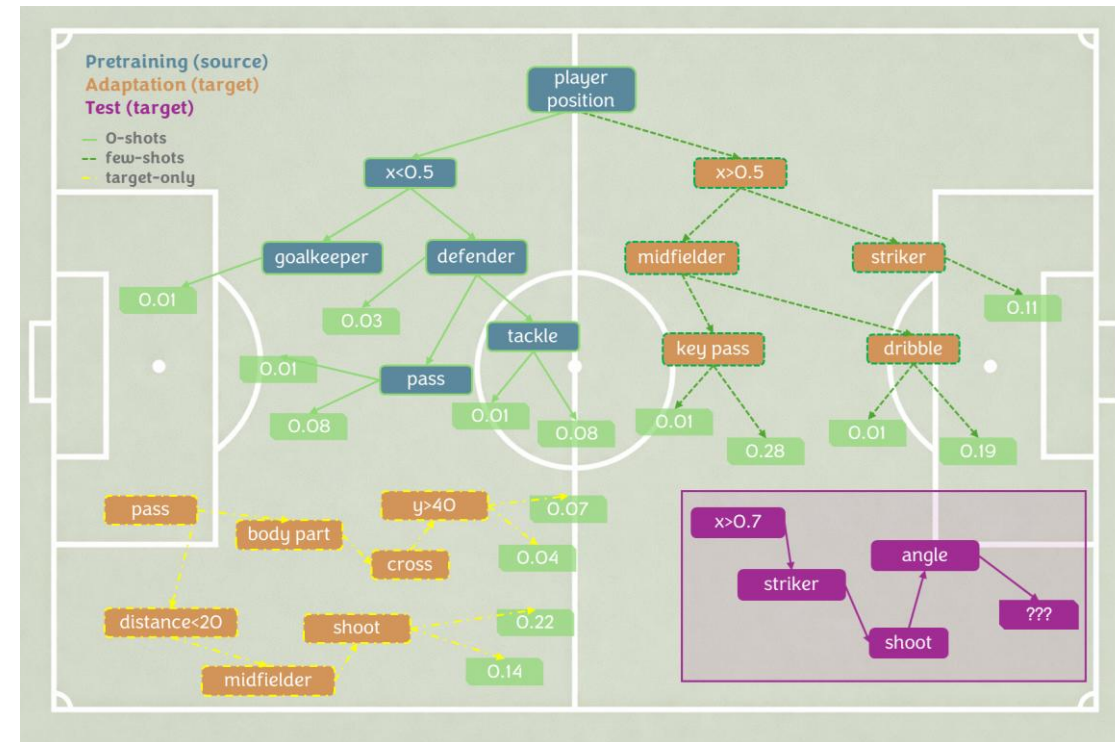 Pretraining (source)
Adaptation (target)
Test (target)
0-shots
few-shots
target-only
player
position
x<0.5
x>0.5
goalkeeper
defender
midfielder
striker
0.01
0.03
0.11
tackle
key pass
dribble
0.01
pass
0.08
0.01
0.08
0.01
0.28
0.01
0.19
pass
body part
y>40
cross
0.07
0.04
distance<20
shoot
midfielder
0.22
0.14
x>0.7
striker
angle
shoot
???